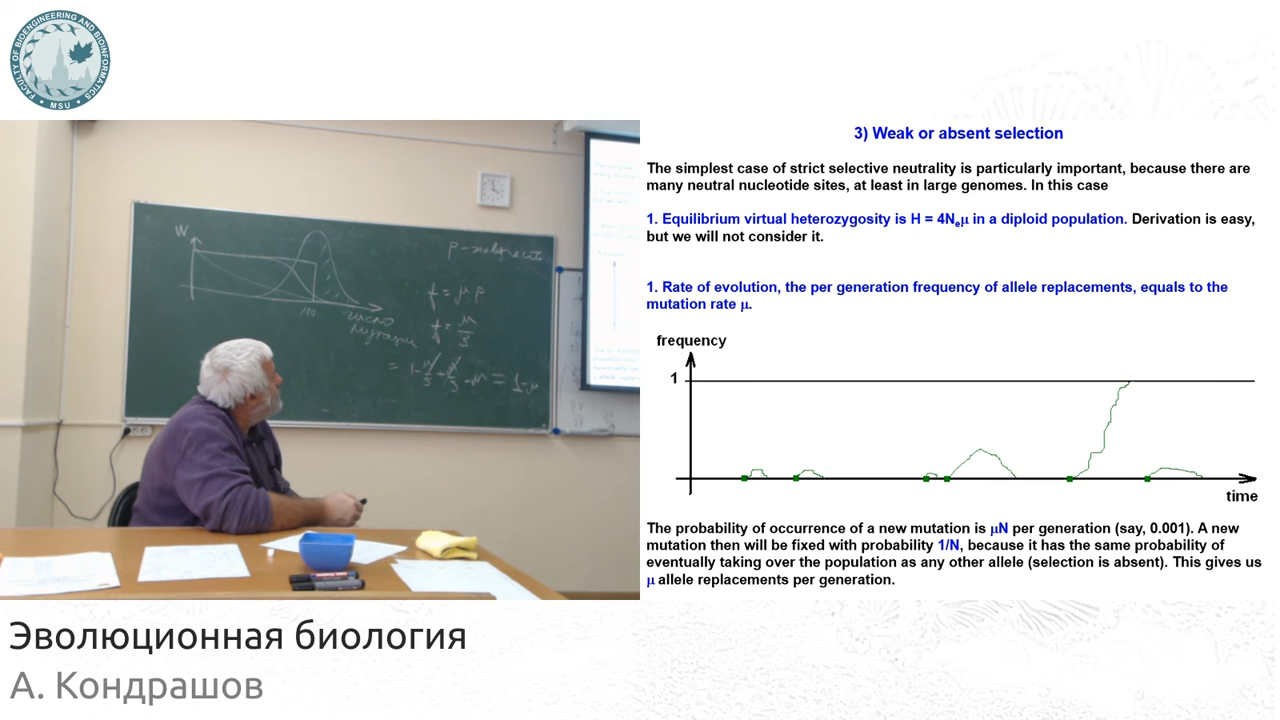 FACULTY OF BIOENGINEERING AND BIOINFORMATICS
• MSU •
W
m
число
мутаций
f = μ p
3) Weak or absent selection
The simplest case of strict selective neutrality is particularly important, because there are
many neutral nucleotide sites, at least in large genomes. In this case
1. Equilibrium virtual heterozygosity is H = 4Neμ in a diploid population. Derivation is easy,
but we will not consider it.
1. Rate of evolution, the per generation frequency of allele replacements, equals to the
mutation rate μ.
frequency
1
time
The probability of occurrence of a new mutation is μN per generation (say, 0.001). A new
mutation then will be fixed with probability 1/N, because it has the same probability of
eventually taking over the population as any other allele (selection is absent). This gives us
μ allele replacements per generation.
Эволюционная биология
А. Кондрашов